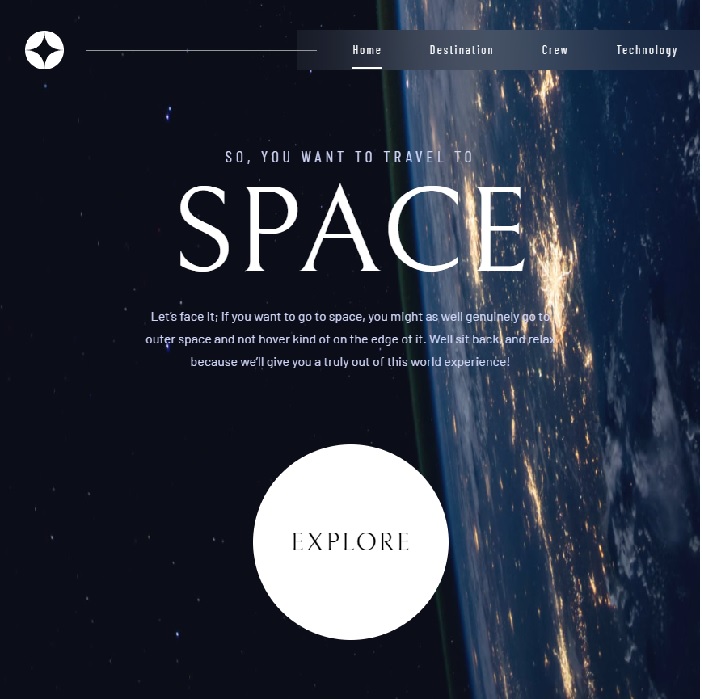 Home Destination Crew Technology
SO, YOU WANT TO TRAVEL TO
SPACE
Let's face it; if you want to go to space, you might as well genuinely go to
outer space and not hover kind of on the edge of it. Well sit back, and relax
because we'll give you a truly out of this world experience!
EXPLORE